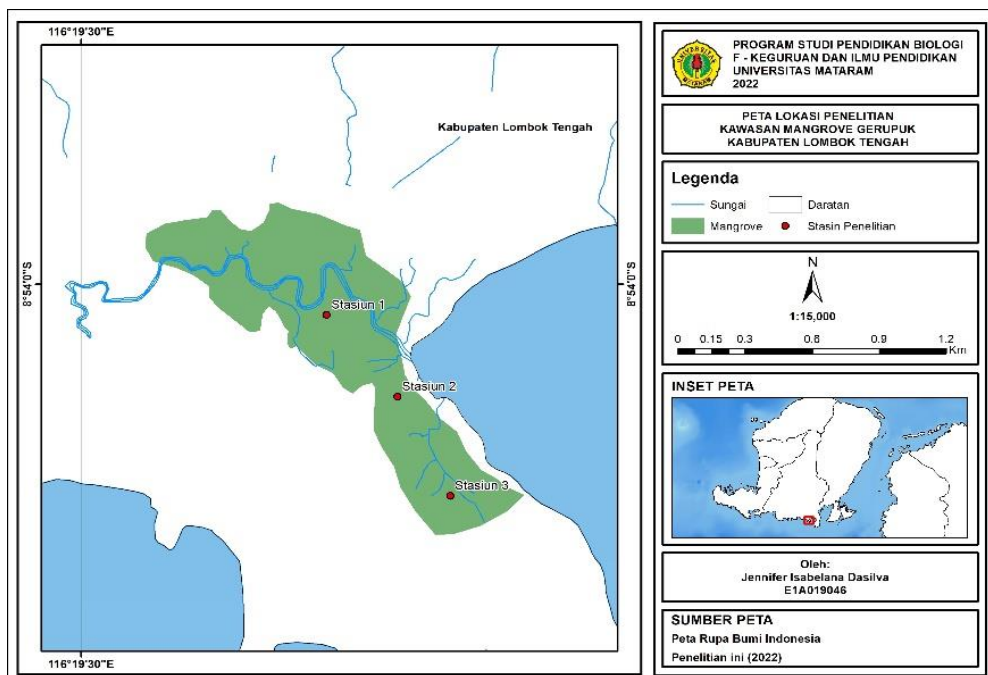 116°19'30"E
8°54'0"S
8°54'0"S
Kabupaten Lombok Tengah
Stasiun 1
Stasiun 2
Stasiun 3
116°19'30"E
UNIVERSITAS
MATARAM
PROGRAM STUDI PENDIDIKAN BIOLOGI
F - KEGURUAN DAN ILMU PENDIDIKAN
UNIVERSITAS MATARAM
2022
PETA LOKASI PENELITIAN
KAWASAN MANGROVE GERUPUK
KABUPATEN LOMBOK TENGAH
Legenda
Sungai Daratan
Mangrove Stasin Penelitian
N
1:15,000
0 0.15 0.3 0.6 0.9 1.2
Km
INSET PETA
Oleh:
Jennifer Isabelana Dasilva
E1A019046
SUMBER PETA
Peta Rupa Bumi Indonesia
Penelitian ini (2022)